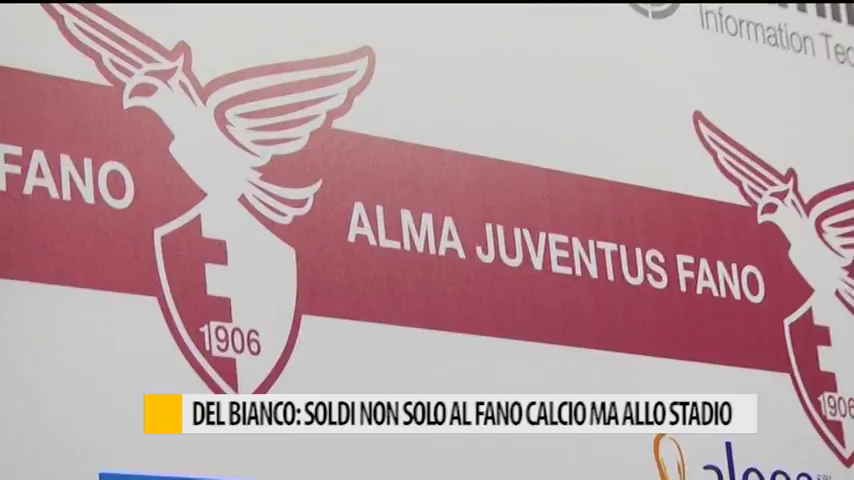 Information Tec
FANO
ALMA JUVENTUS FANO
1906
1906
DEL BIANCO: SOLDI NON SOLO AL FANO CALCIO MA ALLO STADIO